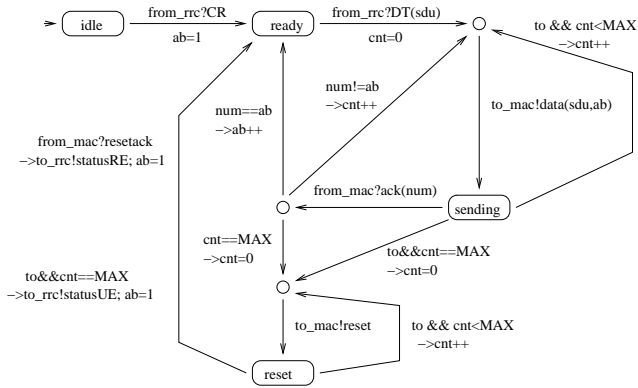 idle
from_rrc?CR
ab=1
ready
from_rrc?DT(sdu)
cnt=0
to && cnt<MAX
–>cnt++
num!=ab
–>cnt++
to_mac!data(sdu,ab)
num==ab
–>ab++
from_mac?resetack
–>to_rrc!statusRE; ab=1
from_mac?ack(num)
sending
cnt==MAX
–>cnt=0
to&&cnt==MAX
–>cnt=0
to&&cnt==MAX
–>to_rrc!statusUE; ab=1
to_mac!reset
to && cnt<MAX
–>cnt++
reset